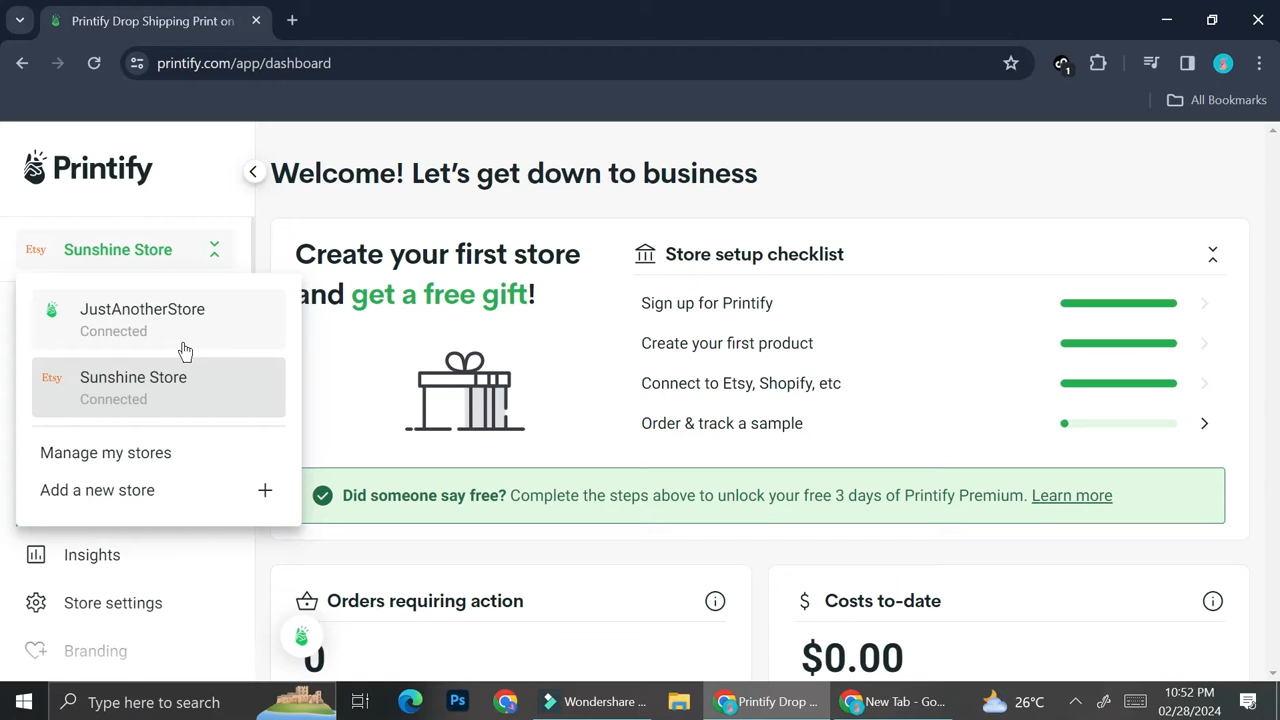 Printify Drop Shipping Print on
printify.com/app/dashboard
1
All Bookmarks
Printify
Welcome! Let's get down to business
Etsy Sunshine Store
JustAnotherStore
Connected
Etsy Sunshine Store
Connected
Manage my stores
Add a new store
Insights
Store settings
Branding
Create your first store
and get a free gift!
Store setup checklist
Sign up for Printify
Create your first product
Connect to Etsy, Shopify, etc
Order & track a sample
Did someone say free? Complete the steps above to unlock your free 3 days of Printify Premium. Learn more
Orders requiring action
0
$ Costs to-date
$0.00
Type here to search
Ps
Wondershare ...
Printify Drop ...
New Tab - Go...
26°C
10:52 PM
02/28/2024